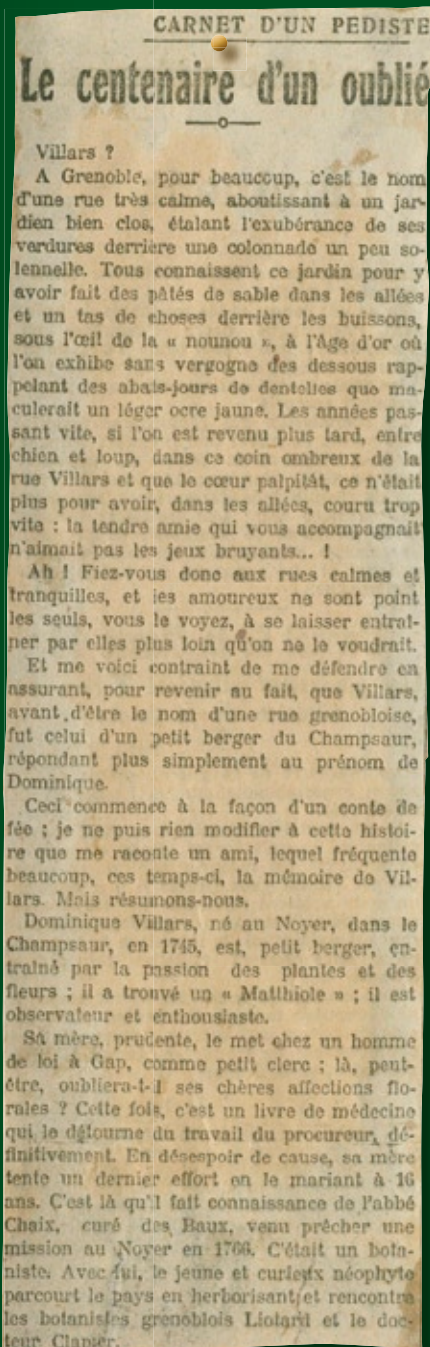 CARNET D'UN PEDISTE
Le centenaire d'un oublié
Villars ?
A Grenoble, pour beaucoup, c'est le nom
d'une rue très calme, aboutissant à un jar-
dien bien clos, étalant l'exubérance de ses
verdures derrière une colonnade un peu so-
lennelle. Tous connaissent ce jardin pour y
avoir fait des pâtés de sable dans les allées
et un tas de choses derrière les buissons,
sous l'œil de la « nounou », à l'âge d'or où
l'on exhibe sans vergogne des dessous rap-
pelant des abats-jours de dentelles que ma-
culerait un léger ocre jaune. Les années pas-
sant vite, si l'on est revenu plus tard, entre
chien et loup, dans ce coin ombreux de la
rue Villars et que le cœur palpitât, ce n'était
plus pour avoir, dans les allées, couru trop
vite : la tendre amie qui vous accompagnait
n'aimait pas les jeux bruyants... !
Ah ! Fiez-vous donc aux rues calmes et
tranquilles, et les amoureux ne sont point
les seuls, vous le voyez, à se laisser entraî-
ner par elles plus loin qu'on ne le voudrait.
Et me voici contraint de me défendre en
assurant, pour revenir au fait, que Villars,
avant d'être le nom d'une rue grenobloise,
fut celui d'un petit berger du Champsaur,
répondant plus simplement au prénom de
Dominique.
Ceci commence à la façon d'un conte de
fée ; je ne puis rien modifier à cette histoi-
re que me raconte un ami, lequel fréquente
beaucoup, ces temps-ci, la mémoire de Vil-
lars. Mais résumons-nous.
Dominique Villars, né au Noyer, dans le
Champsaur, en 1745, est, petit berger, en-
traîné par la passion des plantes et des
fleurs ; il a trouvé un « Matthiole » ; il est
observateur et enthousiaste.
Sa mère, prudente, le met chez un homme
de loi à Gap, comme petit clerc ; là, peut-
être, oubliera-t-il ses chères affections flo-
rales ? Cette fois, c'est un livre de médecine
qui le détourne du travail du procureur, dé-
finitivement. En désespoir de cause, sa mère
tente un dernier effort en le mariant à 16
ans. C'est là qu'il fait connaissance de l'abbé
Chaix, curé des Baux, venu prêcher une
mission au Noyer en 1766. C'était un bota-
niste. Avec lui, le jeune et curieux néophyte
parcourt le pays en herborisant et rencontre
les botanistes grenoblois Liotard et le doc-
teur Clapier.